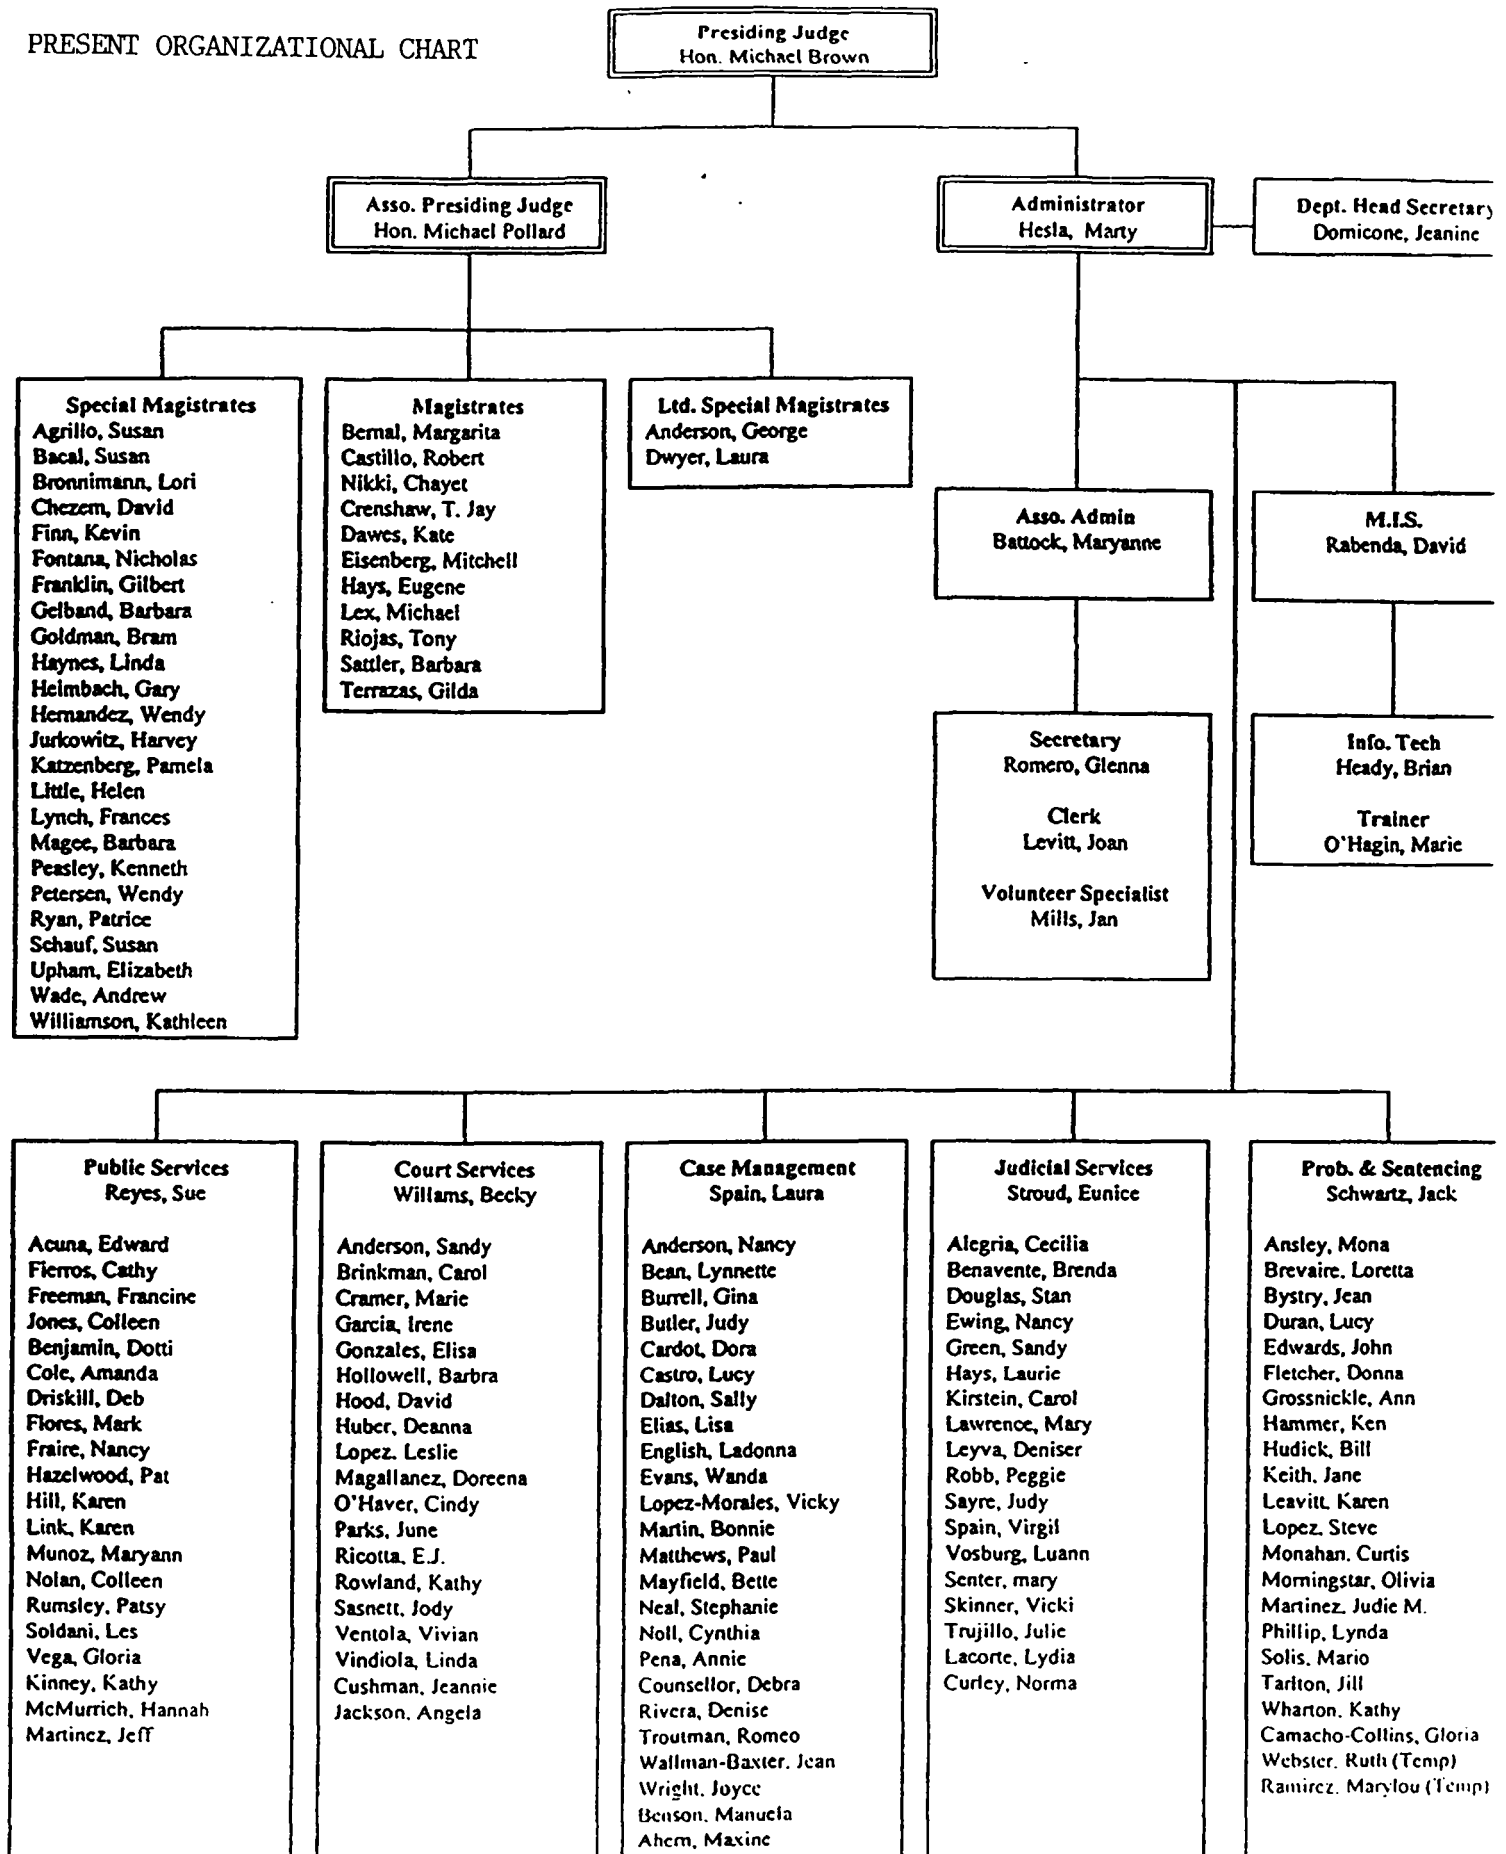 PRESENT ORGANIZATIONAL CHART
Presiding Judge
Hon. Michael Brown
Asso. Presiding Judge
Hon. Michael Pollard
Administrator
Hesla, Marty
Dept. Head Secretary
Domicone, Jeanine
Special Magistrates
Agrillo, Susan
Bacal, Susan
Bronnimann, Lori
Chezem, David
Finn, Kevin
Fontana, Nicholas
Franklin, Gilbert
Gelband, Barbara
Goldman, Bram
Haynes, Linda
Heimbach, Gary
Hernandez, Wendy
Jurkowitz, Harvey
Katzenberg, Pamela
Little, Helen
Lynch, Frances
Magee, Barbara
Peasley, Kenneth
Petersen, Wendy
Ryan, Patrice
Schauf, Susan
Upham, Elizabeth
Wade, Andrew
Williamson, Kathleen
Magistrates
Bernal, Margarita
Castillo, Robert
Nikki, Chayet
Crenshaw, T. Jay
Dawes, Kate
Eisenberg, Mitchell
Hays, Eugene
Lex, Michael
Riojas, Tony
Sattler, Barbara
Terrazas, Gilda
Ltd. Special Magistrates
Anderson, George
Dwyer, Laura
Asso. Admin
Battock, Maryanne
M.I.S.
Rabenda, David
Secretary
Romero, Glenna
Clerk
Levitt, Joan
Volunteer Specialist
Mills, Jan
Info. Tech
Heady, Brian
Trainer
O'Hagin, Marie
Public Services
Reyes, Sue
Acuna, Edward
Fierros, Cathy
Freeman, Francine
Jones, Colleen
Benjamin, Dotti
Cole, Amanda
Driskill, Deb
Flores, Mark
Fraire, Nancy
Hazelwood, Pat
Hill, Karen
Link, Karen
Munoz, Maryann
Nolan, Colleen
Rumsley, Patsy
Soldani, Les
Vega, Gloria
Kinney, Kathy
McMurrich, Hannah
Martinez, Jeff
Court Services
Willams, Becky
Anderson, Sandy
Brinkman, Carol
Cramer, Marie
Garcia, Irene
Gonzales, Elisa
Hollowell, Barbra
Hood, David
Huber, Deanna
Lopez, Leslie
Magallanez, Doreena
O'Haver, Cindy
Parks, June
Ricotta, E.J.
Rowland, Kathy
Sasnett, Jody
Ventola, Vivian
Vindiola, Linda
Cushman, Jeannie
Jackson, Angela
Case Management
Spain, Laura
Anderson, Nancy
Bean, Lynnette
Burrell, Gina
Butler, Judy
Cardot, Dora
Castro, Lucy
Dalton, Sally
Elias, Lisa
English, Ladonna
Evans, Wanda
Lopez-Morales, Vicky
Martin, Bonnie
Matthews, Paul
Mayfield, Bette
Neal, Stephanie
Noll, Cynthia
Pena, Annie
Counsellor, Debra
Rivera, Denise
Troutman, Romeo
Wallman-Baxter, Jean
Wright, Joyce
Benson, Manuela
Ahern, Maxine
Judicial Services
Stroud, Eunice
Alegria, Cecilia
Benavente, Brenda
Douglas, Stan
Ewing, Nancy
Green, Sandy
Hays, Laurie
Kirstein, Carol
Lawrence, Mary
Leyva, Deniser
Robb, Peggie
Sayre, Judy
Spain, Virgil
Vosburg, Luann
Senter, mary
Skinner, Vicki
Trujillo, Julie
Lacorte, Lydia
Curley, Norma
Prob. & Sentencing
Schwartz, Jack
Ansley, Mona
Brevaire, Loretta
Bystry, Jean
Duran, Lucy
Edwards, John
Fletcher, Donna
Grossnickle, Ann
Hammer, Ken
Hudick, Bill
Keith, Jane
Leavitt, Karen
Lopez, Steve
Monahan, Curtis
Morningstar, Olivia
Martinez, Judie M.
Phillip, Lynda
Solis, Mario
Tarlton, Jill
Wharton, Kathy
Camacho-Collins, Gloria
Webster, Ruth (Temp)
Ramirez, Marylou (Temp)